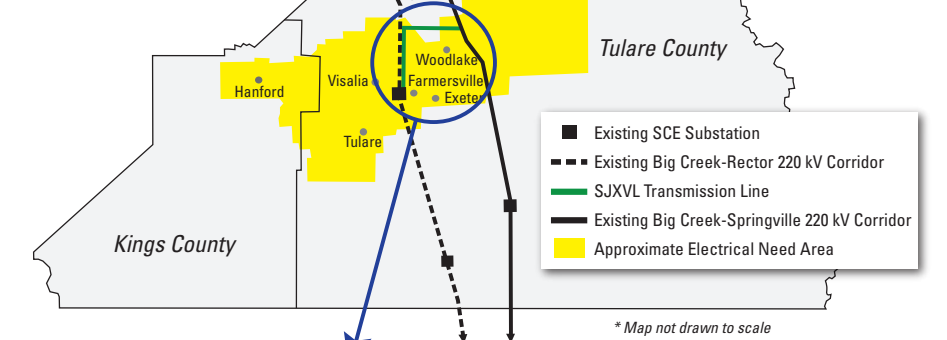 Tulare County
Woodlake
Visalia
Farmersville
Hanford
Exeter
Tulare
Existing SCE Substation
Existing Big Creek-Rector 220 kV Corridor
SJXVL Transmission Line
Existing Big Creek-Springville 220 kV Corridor
Approximate Electrical Need Area
Kings County
* Map not drawn to scale